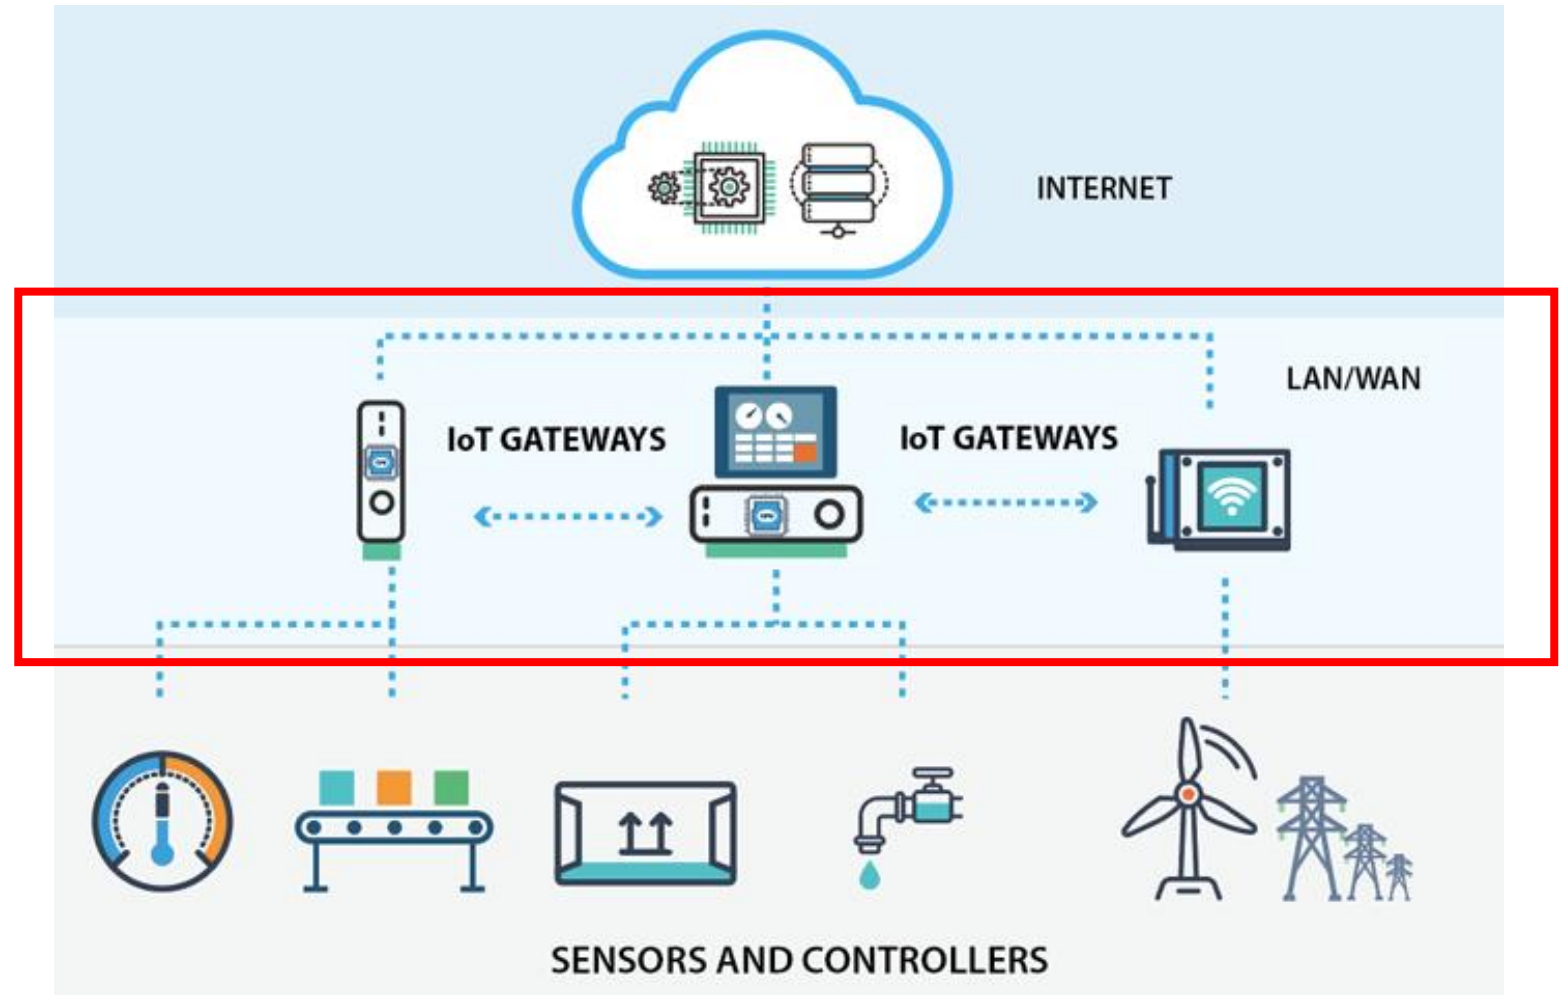 INTERNET
LAN/WAN
IoT GATEWAYS
IoT GATEWAYS
SENSORS AND CONTROLLERS